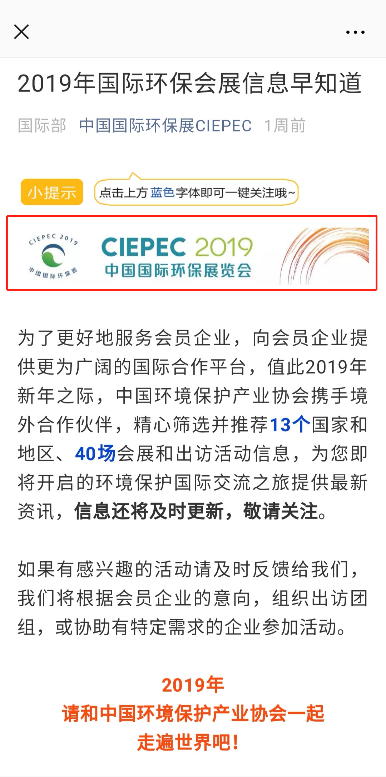 2019年国际环保会展信息早知道
国际部 中国国际环保展CIEPEC 1周前
小提示 点击上方蓝色字体即可一键关注哦~
CIEPEC 2019
中国国际环保展
CIEPEC 2019
中国国际环保展览会
为了更好地服务会员企业，向会员企业提
供更为广阔的国际合作平台，值此2019年
新年之际，中国环境保护产业协会携手境
外合作伙伴，精心筛选并推荐13个国家和
地区、40场会展和出访活动信息，为您即
将开启的环境保护国际交流之旅提供最新
资讯，信息还将及时更新，敬请关注。
如果有感兴趣的活动请及时反馈给我们，
我们将根据会员企业的意向，组织出访团
组，或协助有特定需求的企业参加活动。
2019年
请和中国环境保护产业协会一起
走遍世界吧！